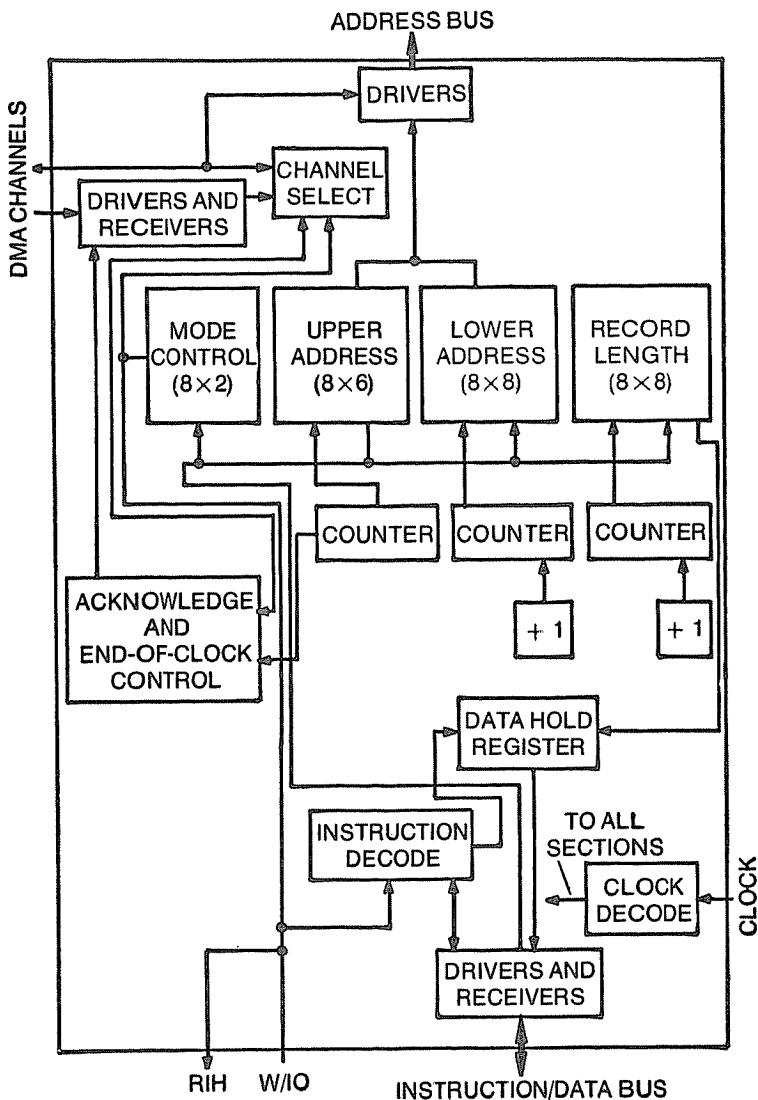 ADDRESS BUS
DRIVERS
DMA CHANNELS
CHANNEL
SELECT
DRIVERS AND
RECEIVERS
MODE
CONTROL
(8×2)
UPPER
ADDRESS
(8×6)
LOWER
ADDRESS
(8×8)
RECORD
LENGTH
(8×8)
COUNTER
COUNTER
COUNTER
+ 1
+ 1
ACKNOWLEDGE
AND
END-OF-CLOCK
CONTROL
DATA HOLD
REGISTER
INSTRUCTION
DECODE
TO ALL
SECTIONS
CLOCK
DECODE
CLOCK
DRIVERS AND
RECEIVERS
RIH
W/IO
INSTRUCTION/DATA BUS